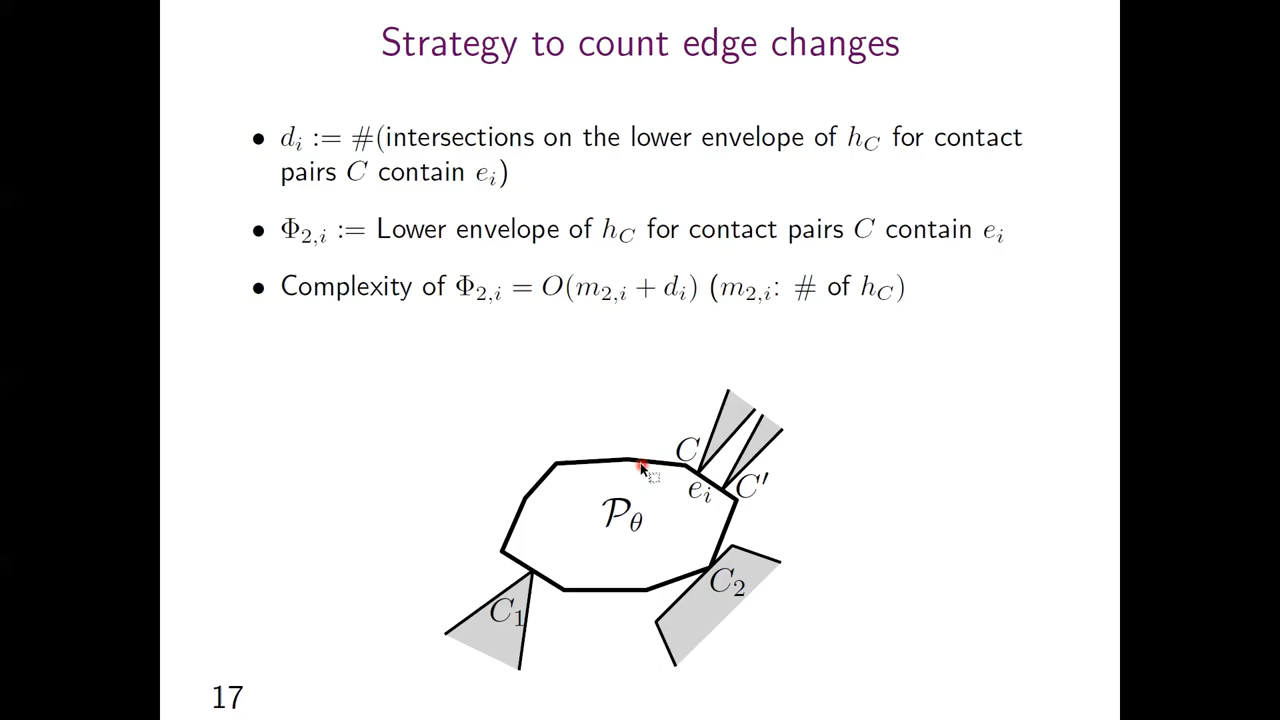 Strategy to count edge changes
• d_i := #(intersections on the lower envelope of h_C for contact
pairs C contain e_i)
• Φ_{2,i} := Lower envelope of h_C for contact pairs C contain e_i
• Complexity of Φ_{2,i} = O(m_{2,i} + d_i) (m_{2,i}: # of h_C)
C
e_i
C′
P_θ
C_2
C_1
17